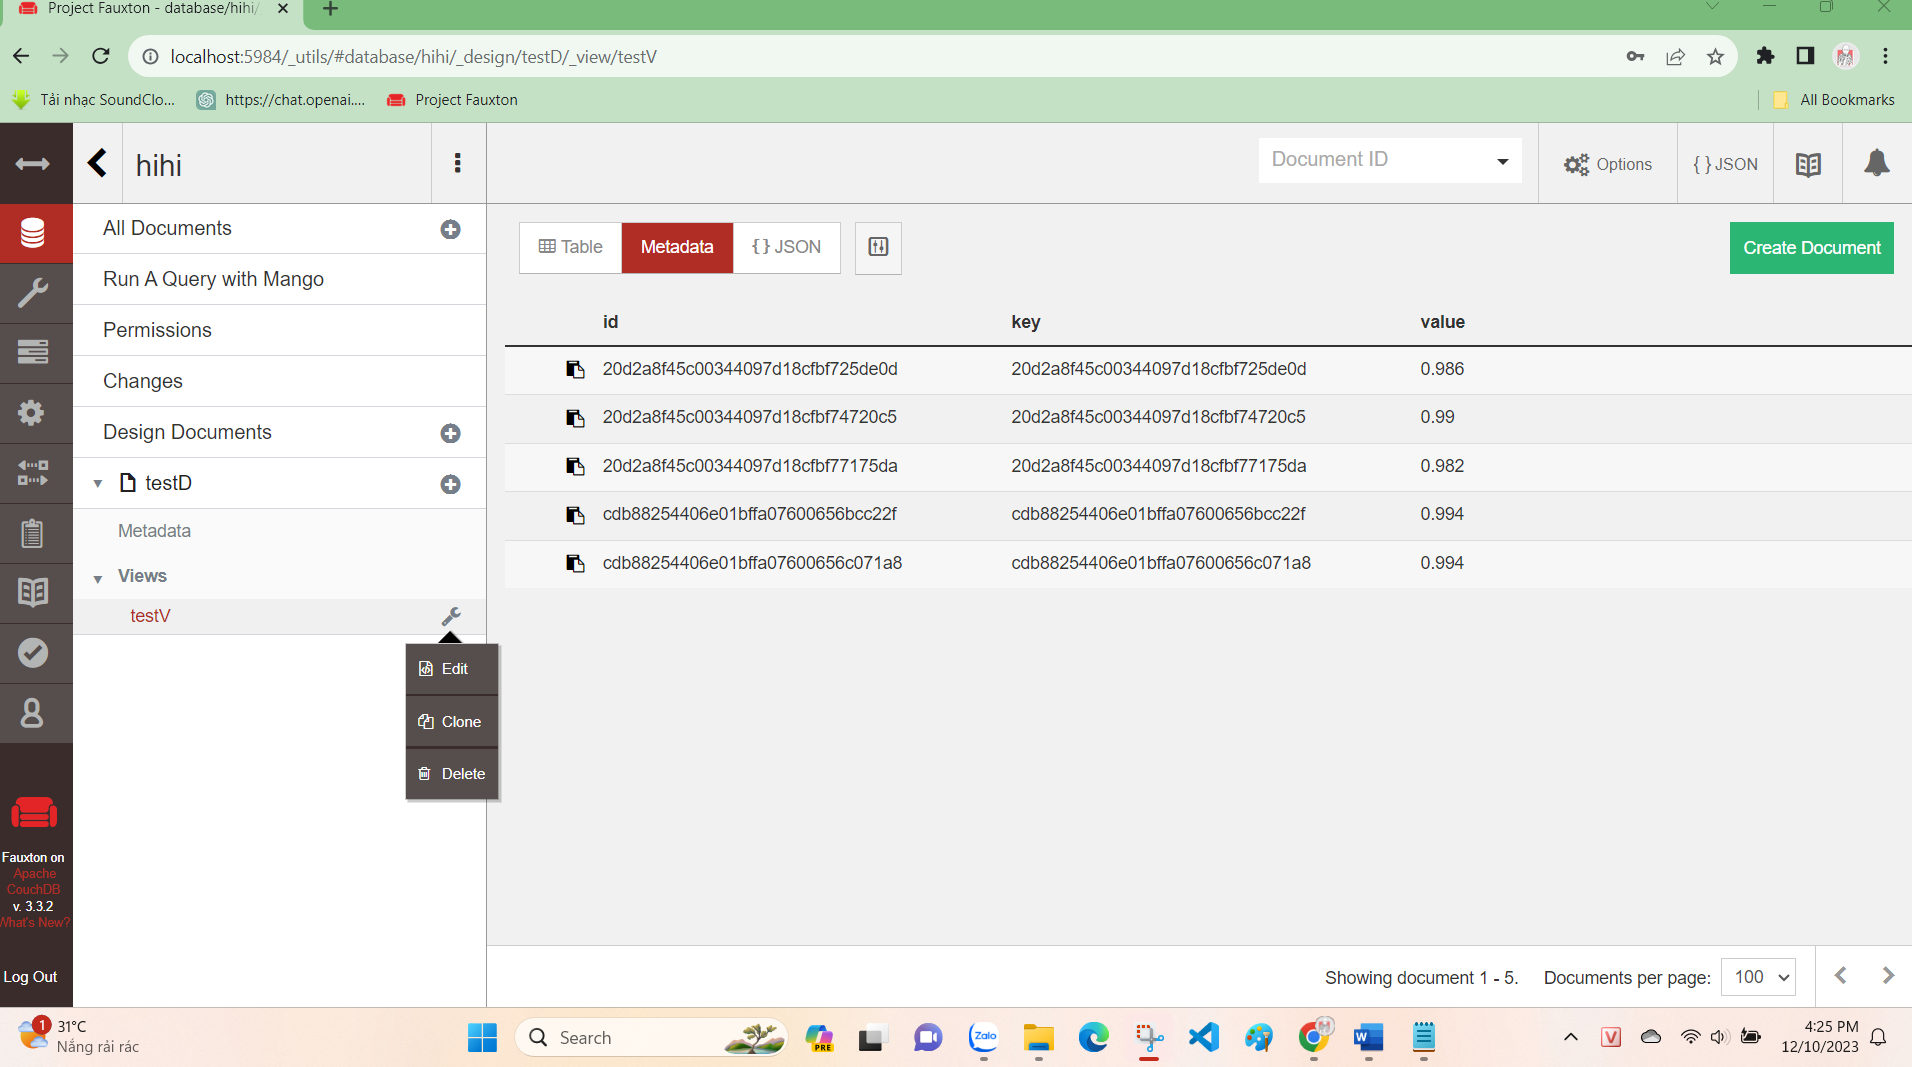 Project Fauxton - database/hihi/
localhost:5984/_utils/#database/hihi/_design/testD/_view/testV
Tải nhạc SoundClo...
https://chat.openai....
Project Fauxton
All Bookmarks
hihi
Document ID
Options
{ } JSON
All Documents
Run A Query with Mango
Permissions
Changes
Design Documents
testD
Metadata
Views
testV
Edit
Clone
Delete
Table
Metadata
{ } JSON
Create Document
id key value
20d2a8f45c00344097d18cfbf725de0d 20d2a8f45c00344097d18cfbf725de0d 0.986
20d2a8f45c00344097d18cfbf74720c5 20d2a8f45c00344097d18cfbf74720c5 0.99
20d2a8f45c00344097d18cfbf77175da 20d2a8f45c00344097d18cfbf77175da 0.982
cdb88254406e01bffa07600656bcc22f cdb88254406e01bffa07600656bcc22f 0.994
cdb88254406e01bffa07600656c071a8 cdb88254406e01bffa07600656c071a8 0.994
Fauxton on
Apache
CouchDB
v. 3.3.2
What's New?
Log Out
Showing document 1 - 5.
Documents per page:
100
1
31°C
Nắng rải rác
Search
PRE
Zalo
W
V
4:25 PM
12/10/2023